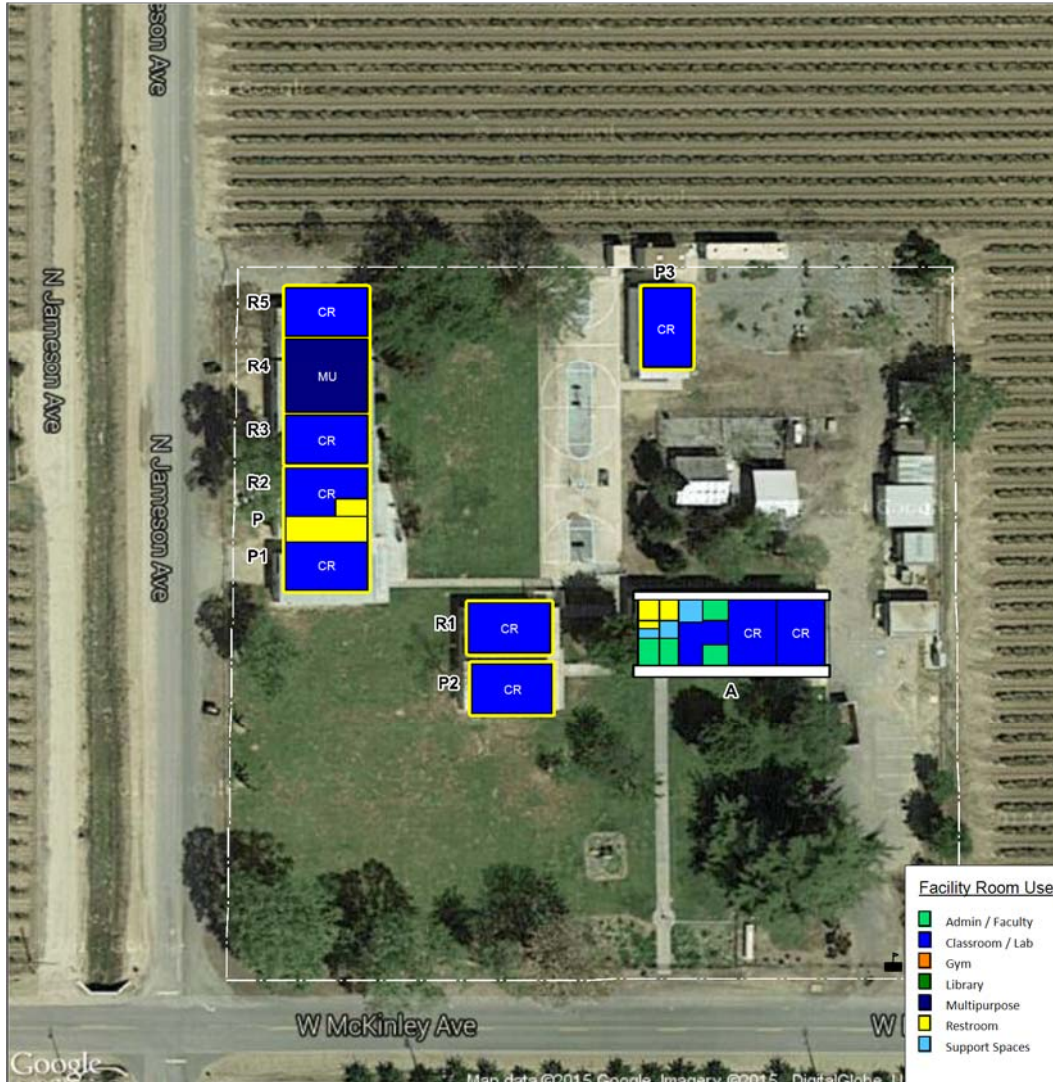 eson Ave
son Ave
P3
R5
CR
CR
R4
MU
N Jameson Ave
R3
CR
N Jameson Ave
R2
CR
P
P1
CR
R1
CR
CR
CR
P2
CR
A
Facility Room Use
Admin / Faculty
Classroom / Lab
Gym
Library
Multipurpose
Restroom
Support Spaces
W McKinley Ave
W
Google
Map data ©2015 Google, Imagery ©2015, DigitalGlobe, U